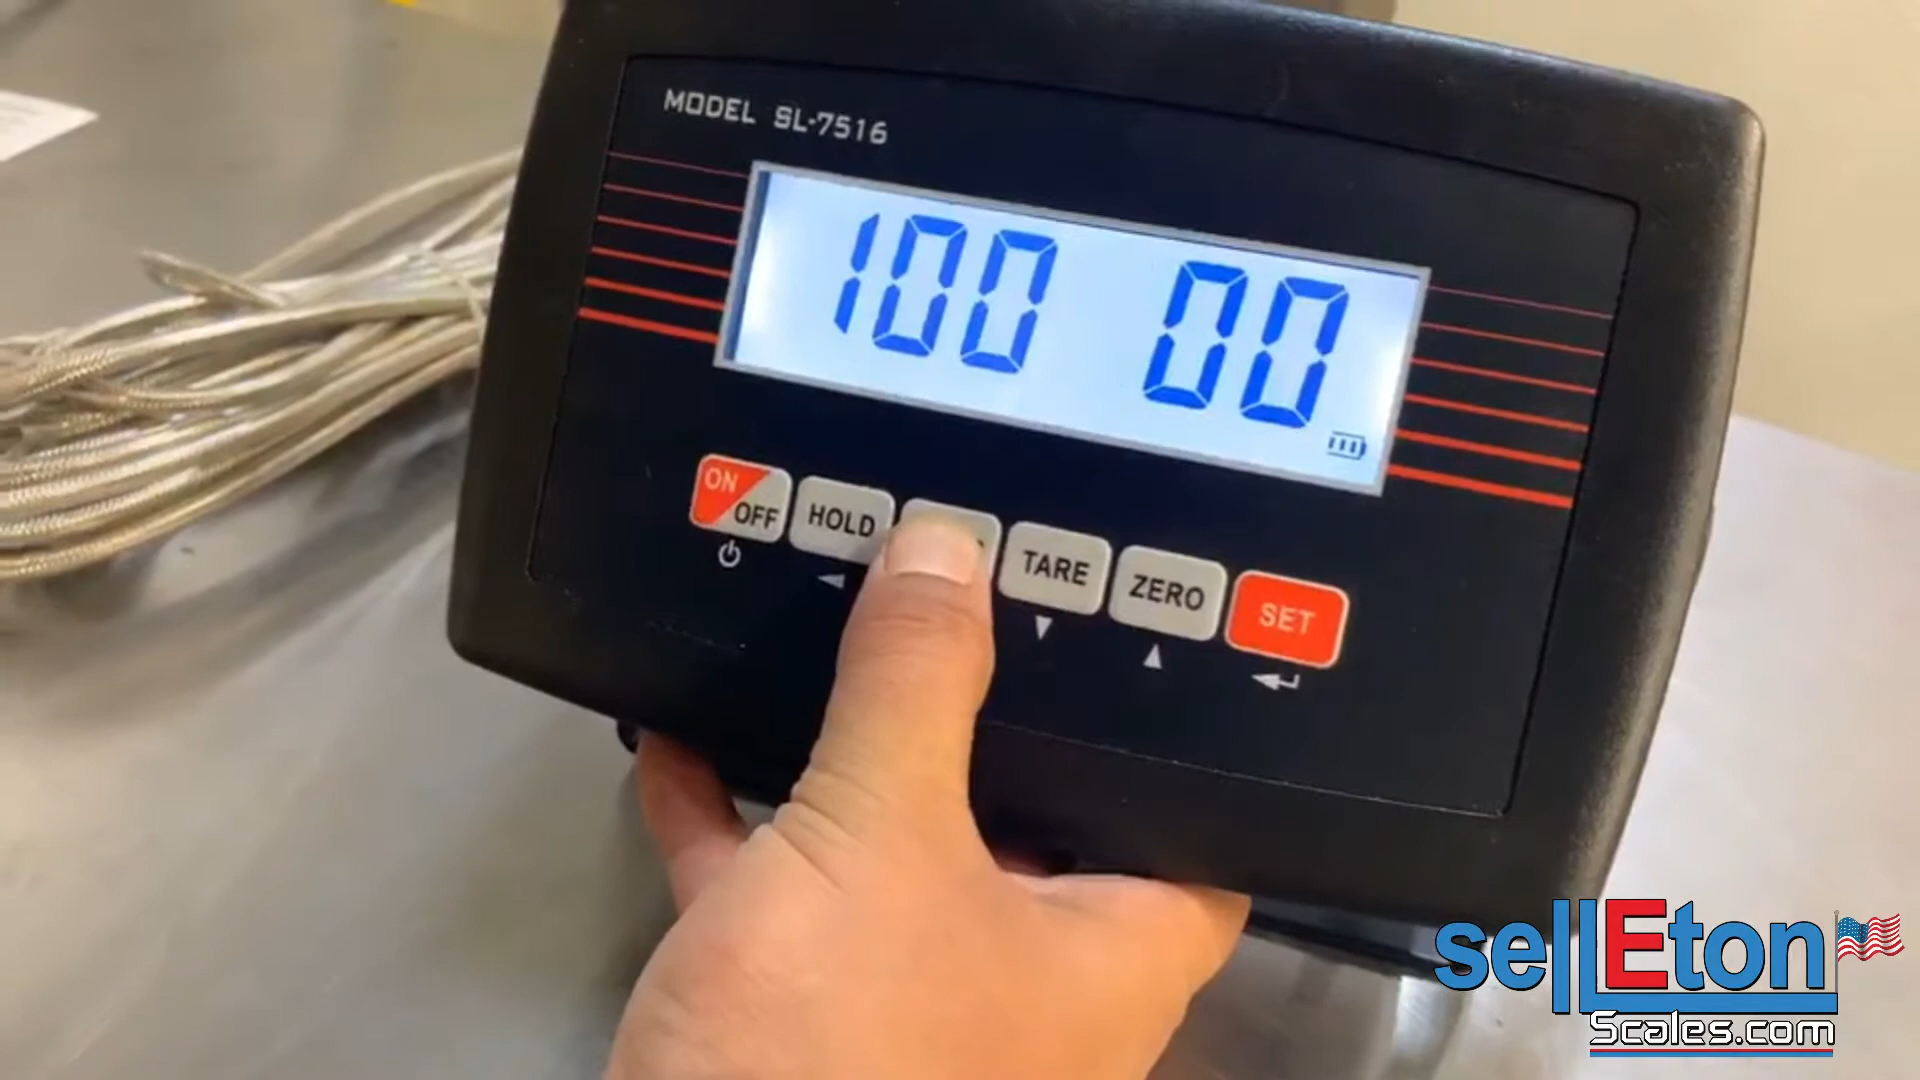 MODEL SL-7516
100 00
ON
OFF
HOLD
TARE
ZERO
SET
sellEton
Scales.com